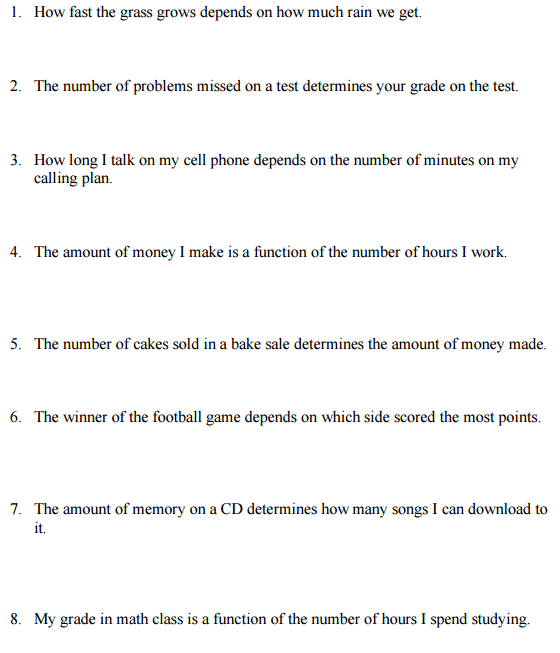 1. How fast the grass grows depends on how much rain we get.
2. The number of problems missed on a test determines your grade on the test.
3. How long I talk on my cell phone depends on the number of minutes on my
calling plan.
4. The amount of money I make is a function of the number of hours I work.
5. The number of cakes sold in a bake sale determines the amount of money made.
6. The winner of the football game depends on which side scored the most points.
7. The amount of memory on a CD determines how many songs I can download to
it.
8. My grade in math class is a function of the number of hours I spend studying.